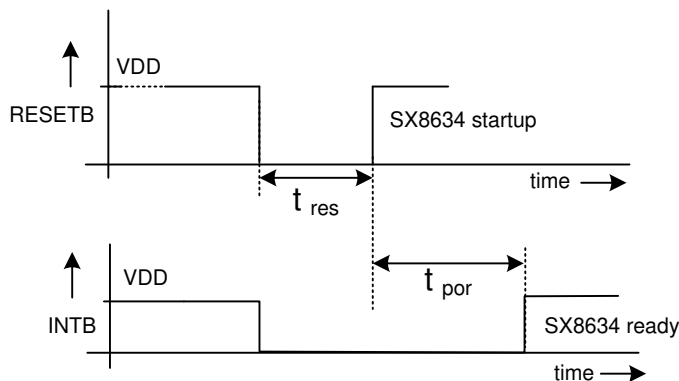 VDD
RESETB
SX8634 startup
time
t res
VDD
t por
INTB
SX8634 ready
time